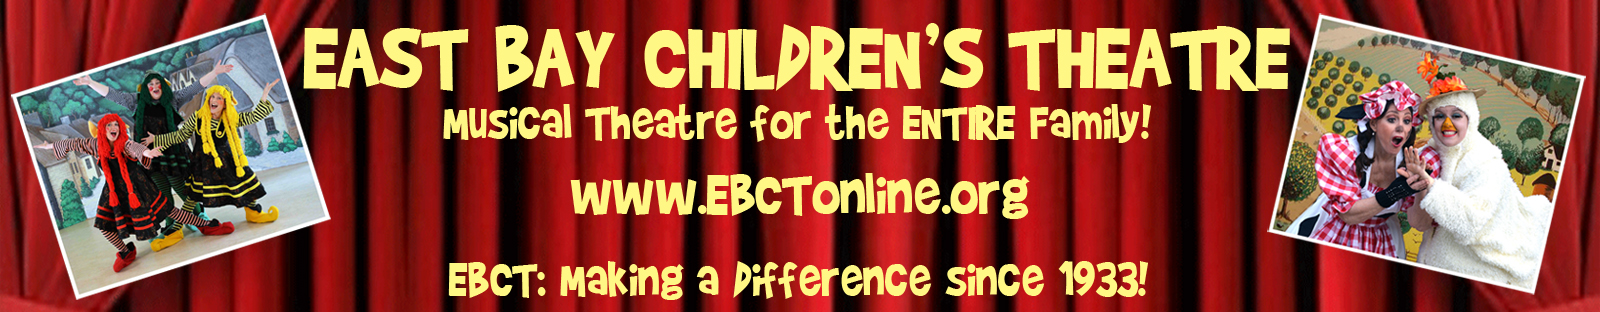 EAST BAY CHILDREN'S THEATRE
Musical Theatre for the ENTIRE Family!
www.EBCTonline.org
EBCT: Making a Difference since 1933!